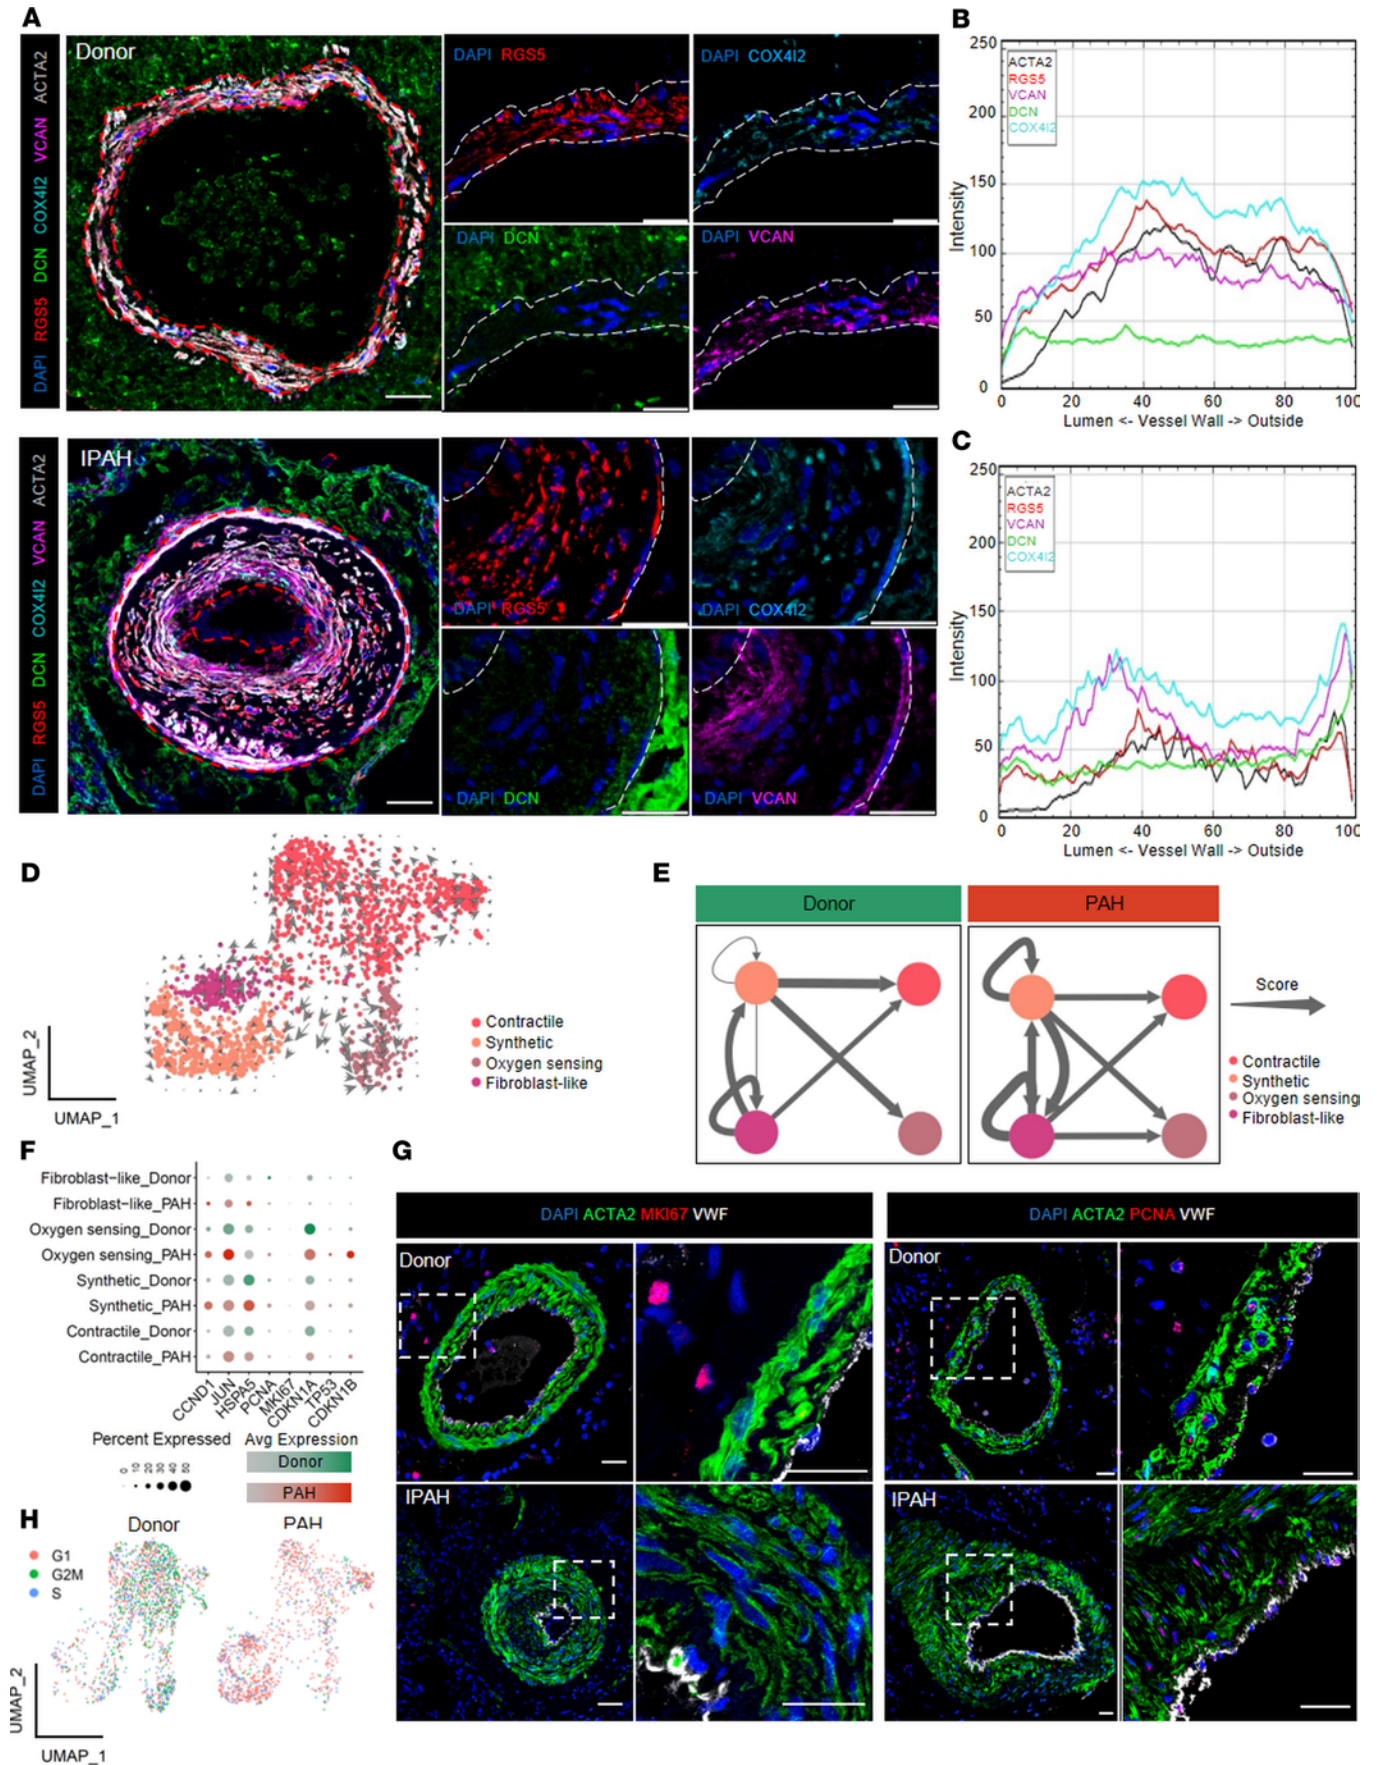 A
DAPI RGS5 DCN COX4I2 VCAN ACTA2
Donor
DAPI RGS5
DAPI COX4I2
DAPI DCN
DAPI VCAN
B
250
200
150
100
50
0
Intensity
ACTA2
RGS5
VCAN
DCN
COX4I2
0 20 40 60 80 100
Lumen <- Vessel Wall -> Outside
DAPI RGS5 DCN COX4I2 VCAN ACTA2
IPAH
DAPI RGS5
DAPI COX4I2
DAPI DCN
DAPI VCAN
C
250
200
150
100
50
0
Intensity
ACTA2
RGS5
VCAN
DCN
COX4I2
0 20 40 60 80 100
Lumen <- Vessel Wall -> Outside
D
UMAP_2
UMAP_1
Contractile
Synthetic
Oxygen sensing
Fibroblast-like
E
Donor
PAH
Score
Contractile
Synthetic
Oxygen sensing
Fibroblast-like
F
Fibroblast-like_Donor
Fibroblast-like_PAH
Oxygen sensing_Donor
Oxygen sensing_PAH
Synthetic_Donor
Synthetic_PAH
Contractile_Donor
Contractile_PAH
CCND1
JUN
HSPA5
PCNA
MKI67
CDKN1A
TP53
CDKN1B
Percent Expressed
0 10 20 30 40 50
Avg Expression
Donor
PAH
G
DAPI ACTA2 MKI67 VWF
DAPI ACTA2 PCNA VWF
Donor
Donor
IPAH
IPAH
H
Donor
PAH
G1
G2M
S
UMAP_2
UMAP_1